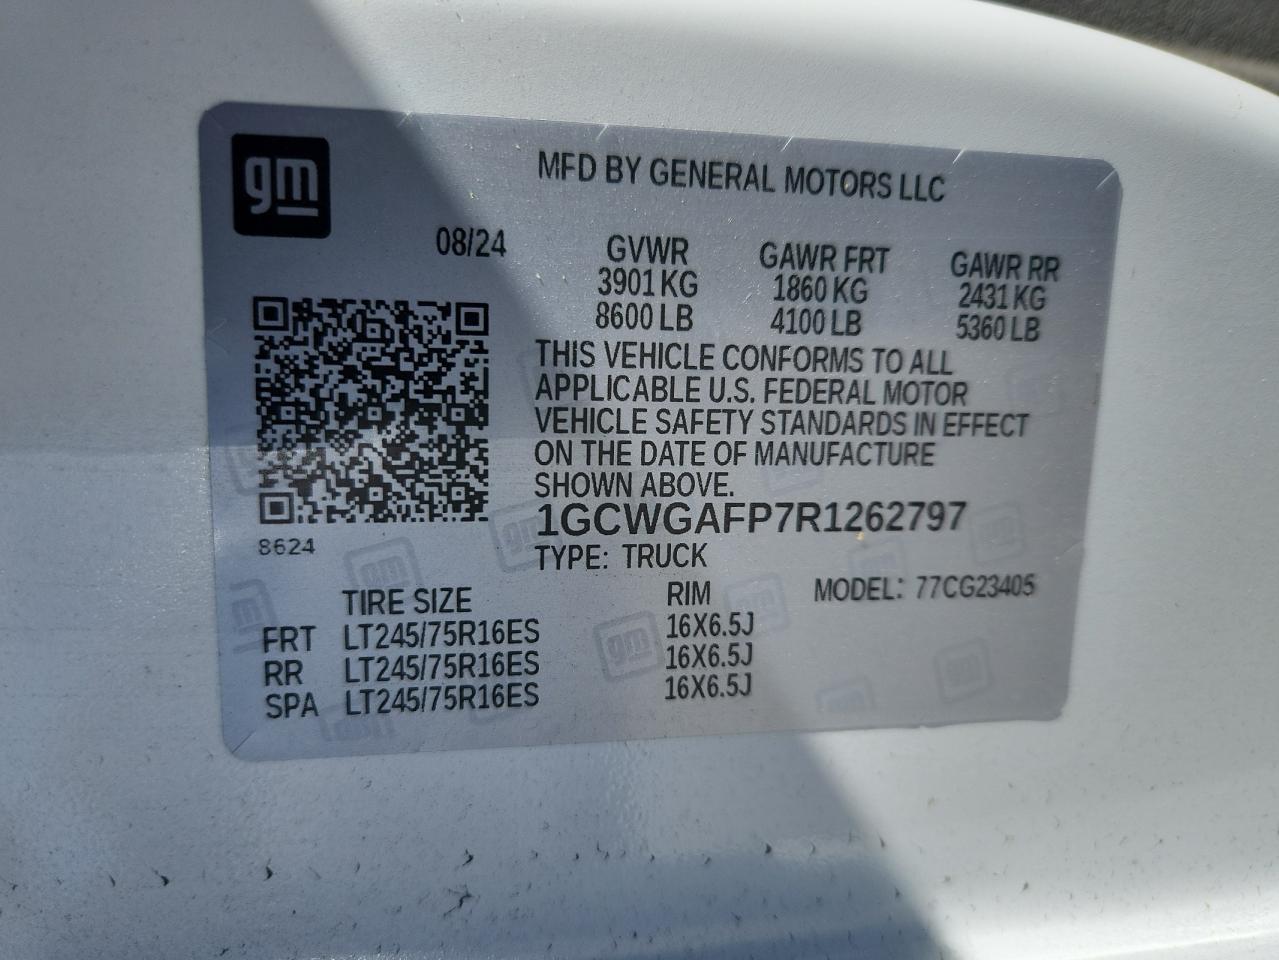 gm
MFD BY GENERAL MOTORS LLC
08/24
GVWR GAWR FRT GAWR RR
3901 KG 1860 KG 2431 KG
8600 LB 4100 LB 5360 LB
THIS VEHICLE CONFORMS TO ALL
APPLICABLE U.S. FEDERAL MOTOR
VEHICLE SAFETY STANDARDS IN EFFECT
ON THE DATE OF MANUFACTURE
SHOWN ABOVE.
1GCWGAFP7R1262797
8624
TYPE: TRUCK
MODEL: 77CG23405
TIRE SIZE RIM
FRT LT245/75R16ES 16X6.5J
RR LT245/75R16ES 16X6.5J
SPA LT245/75R16ES 16X6.5J
gm